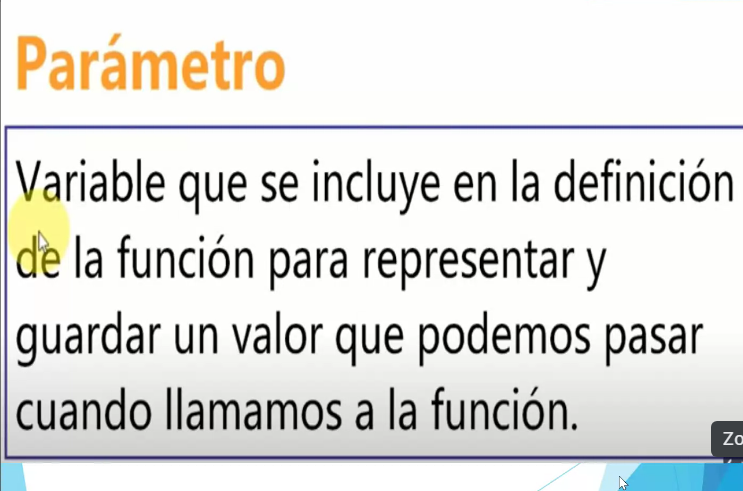 Parámetro
Variable que se incluye en la definición
de la función para representar y
guardar un valor que podemos pasar
cuando llamamos a la función.
Zo